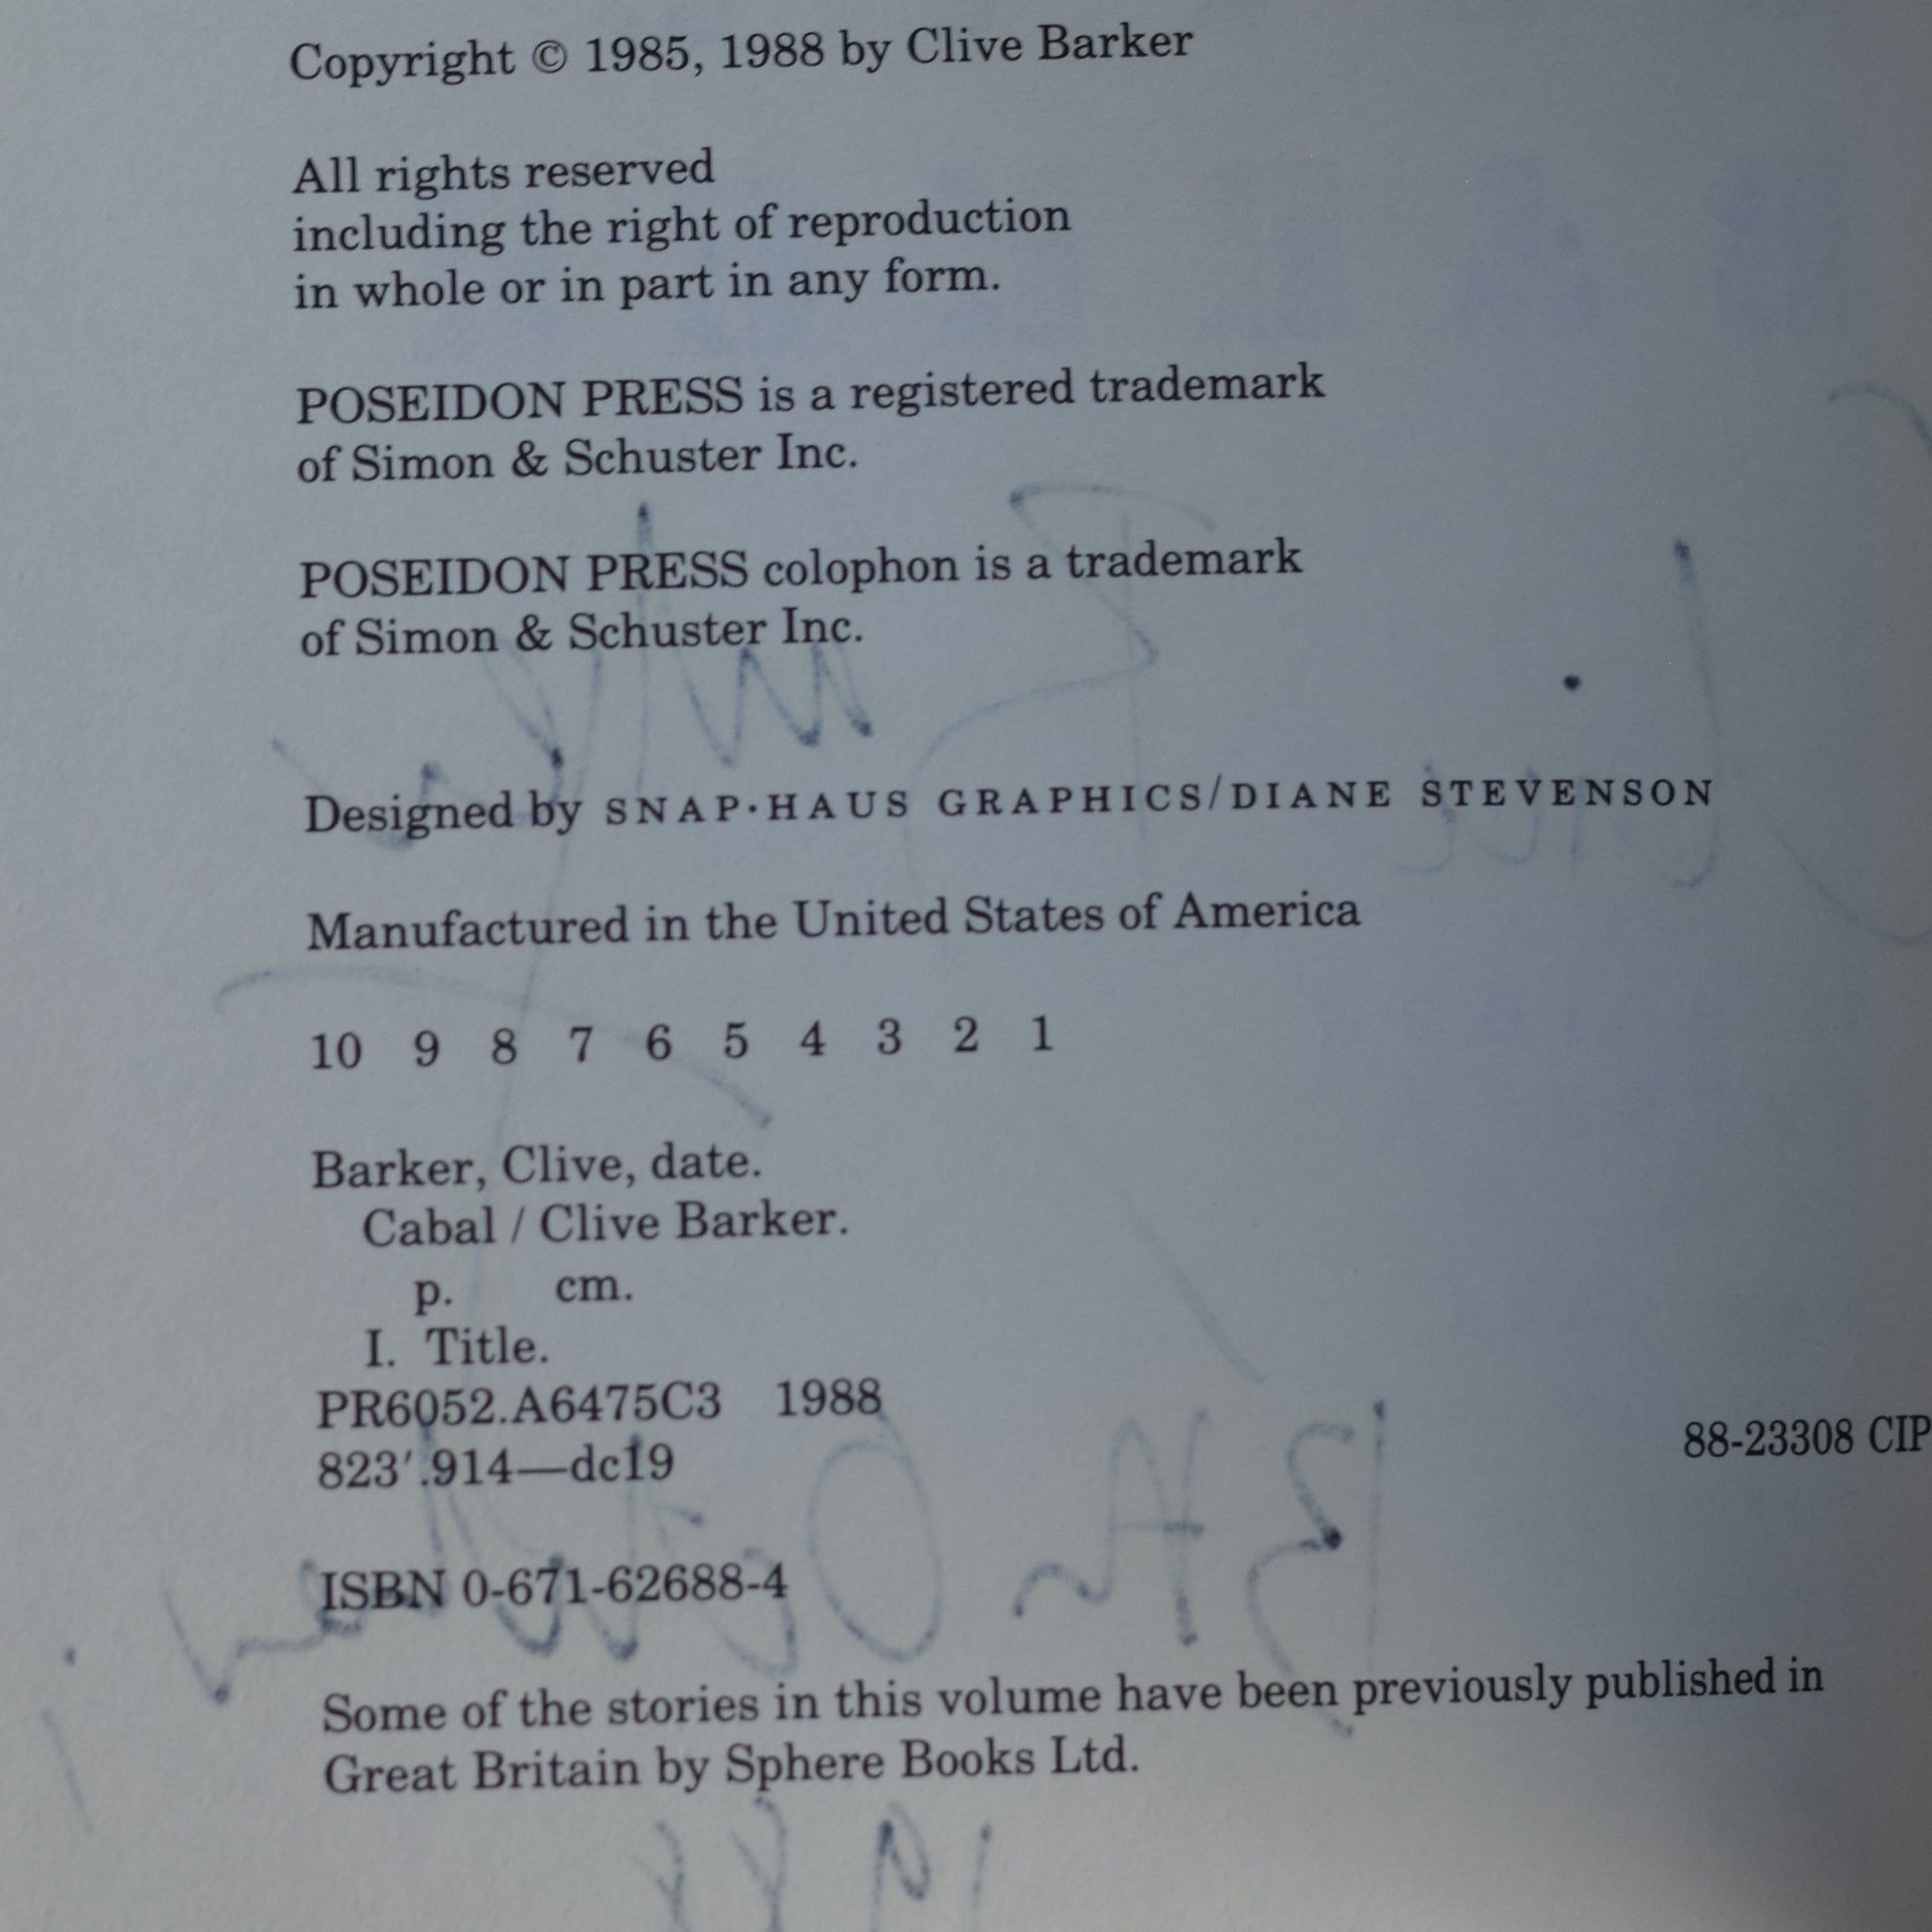 Copyright © 1985, 1988 by Clive Barker
All rights reserved
including the right of reproduction
in whole or in part in any form.
POSEIDON PRESS is a registered trademark
of Simon & Schuster Inc.
POSEIDON PRESS colophon is a trademark
of Simon & Schuster Inc.
Designed by SNAP·HAUS GRAPHICS/DIANE STEVENSON
Manufactured in the United States of America
10 9 8 7 6 5 4 3 2 1
Barker, Clive, date.
Cabal / Clive Barker.
p. cm.
I. Title.
PR6052.A6475C3 1988
823′.914—dc19
88-23308 CIP
ISBN 0-671-62688-4
Some of the stories in this volume have been previously published in
Great Britain by Sphere Books Ltd.